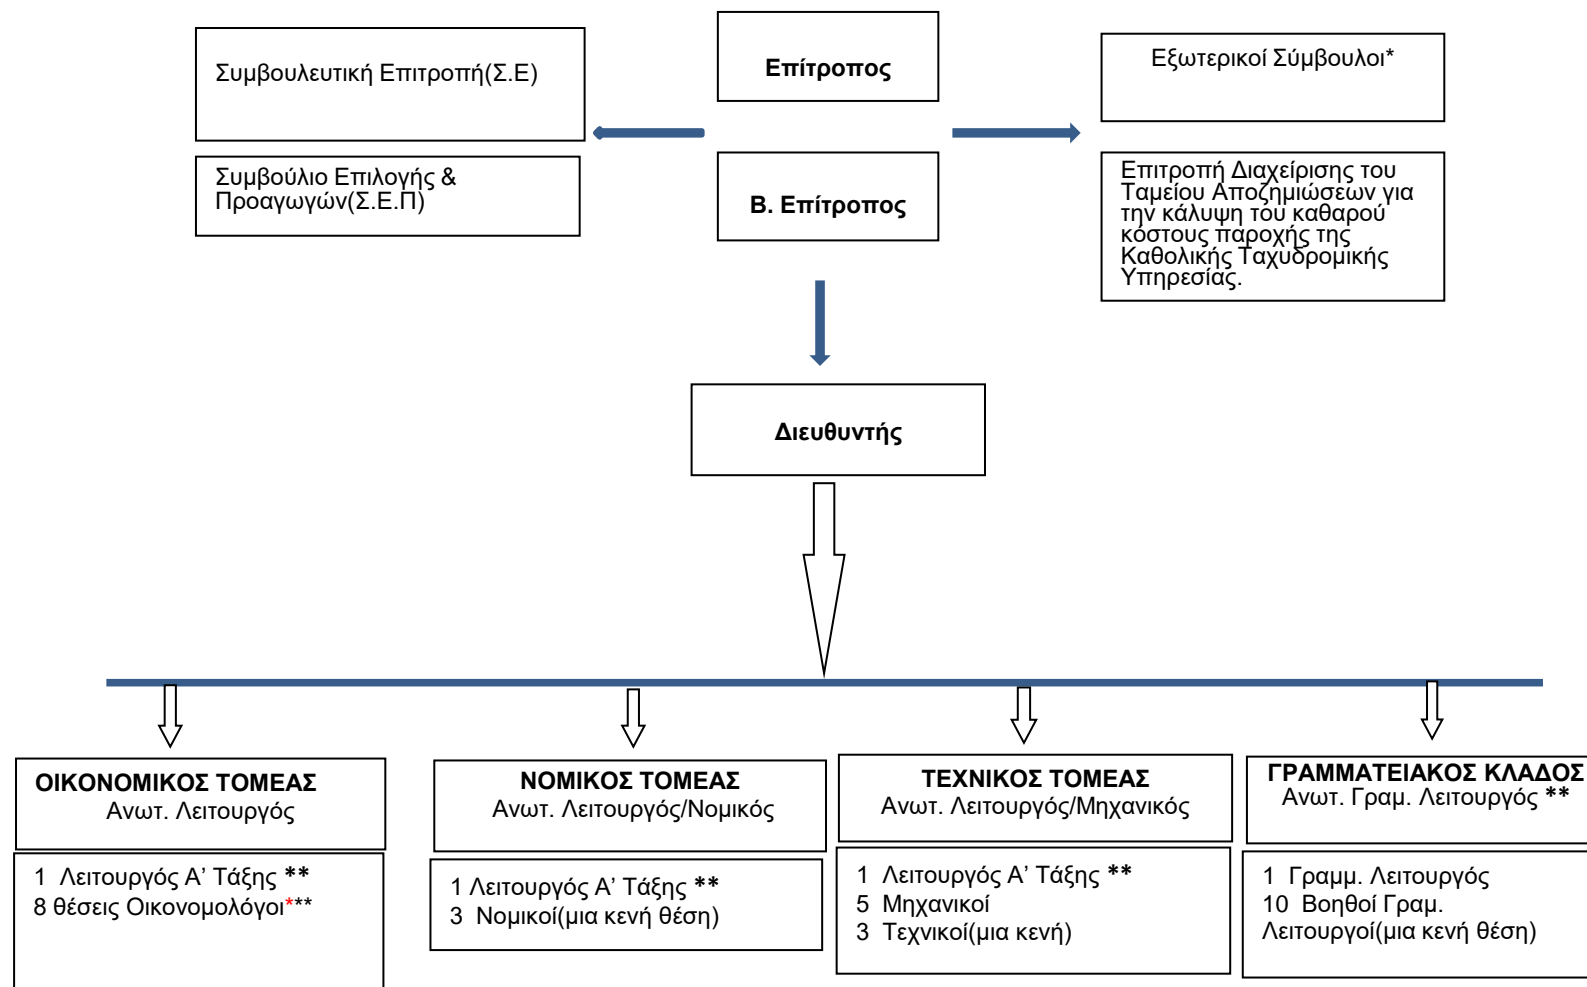 Συμβουλευτική Επιτροπή(Σ.Ε)
Επίτροπος
Εξωτερικοί Σύμβουλοι*
Συμβούλιο Επιλογής &
Προαγωγών(Σ.Ε.Π)
Β. Επίτροπος
Επιτροπή Διαχείρισης του
Ταμείου Αποζημιώσεων για
την κάλυψη του καθαρού
κόστους παροχής της
Καθολικής Ταχυδρομικής
Υπηρεσίας.
Διευθυντής
ΟΙΚΟΝΟΜΙΚΟΣ ΤΟΜΕΑΣ
Ανωτ. Λειτουργός
1 Λειτουργός Α’ Τάξης **
8 θέσεις Οικονομολόγοι***
ΝΟΜΙΚΟΣ ΤΟΜΕΑΣ
Ανωτ. Λειτουργός/Νομικός
1 Λειτουργός Α’ Τάξης **
3 Νομικοί(μια κενή θέση)
ΤΕΧΝΙΚΟΣ ΤΟΜΕΑΣ
Ανωτ. Λειτουργός/Μηχανικός
1 Λειτουργός Α’ Τάξης **
5 Μηχανικοί
3 Τεχνικοί(μια κενή)
ΓΡΑΜΜΑΤΕΙΑΚΟΣ ΚΛΑΔΟΣ
Ανωτ. Γραμ. Λειτουργός **
1 Γραμμ. Λειτουργός
10 Βοηθοί Γραμ.
Λειτουργοί(μια κενή θέση)